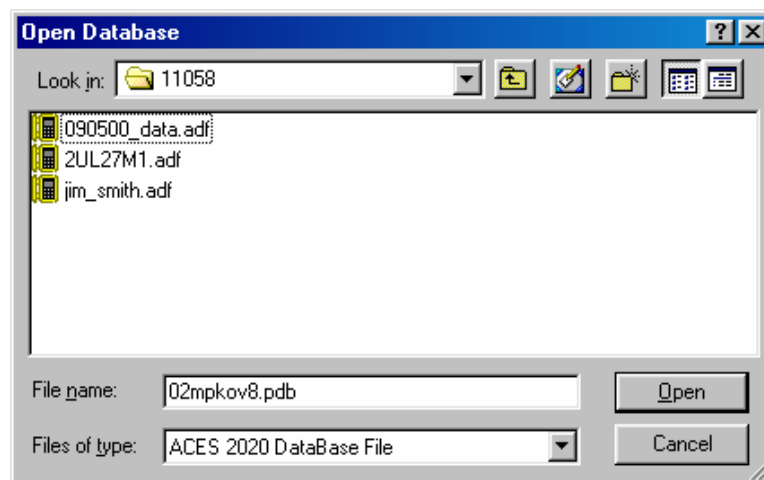 Open Database
Look in: 11058
090500_data.adf
2UL27M1.adf
jim_smith.adf
File name: 02mpkov8.pdb Open
Files of type: ACES 2020 DataBase File Cancel